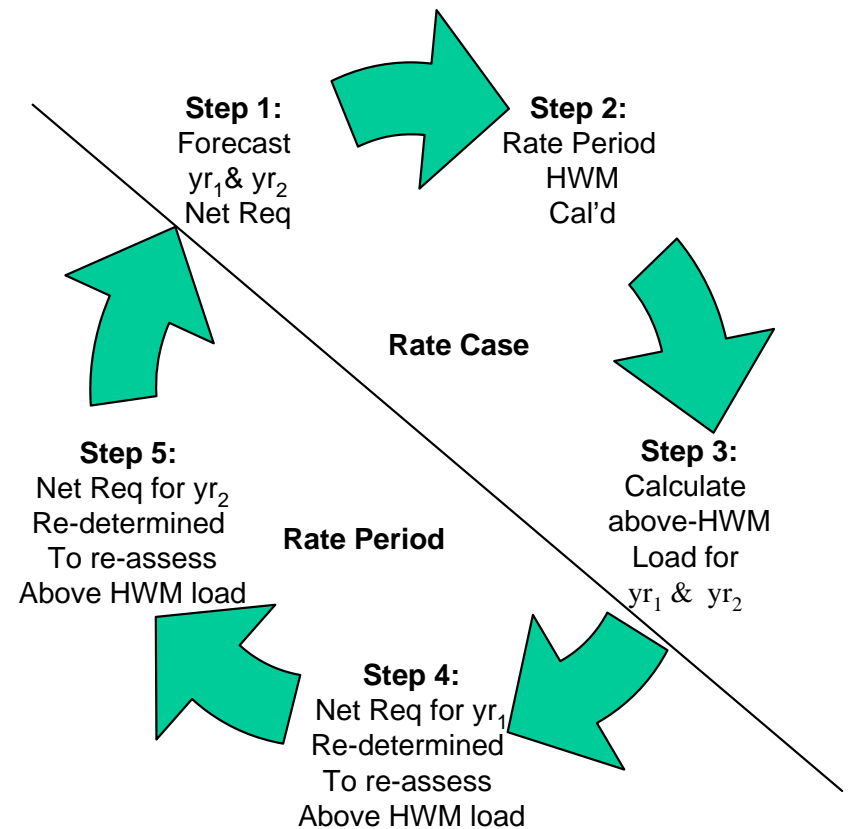 Step 1:
Forecast
yr₁& yr₂
Net Req
Step 2:
Rate Period
HWM
Cal’d
Rate Case
Step 3:
Calculate
above-HWM
Load for
yr₁ & yr₂
Rate Period
Step 4:
Net Req for yr₁
Re-determined
To re-assess
Above HWM load
Step 5:
Net Req for yr₂
Re-determined
To re-assess
Above HWM load